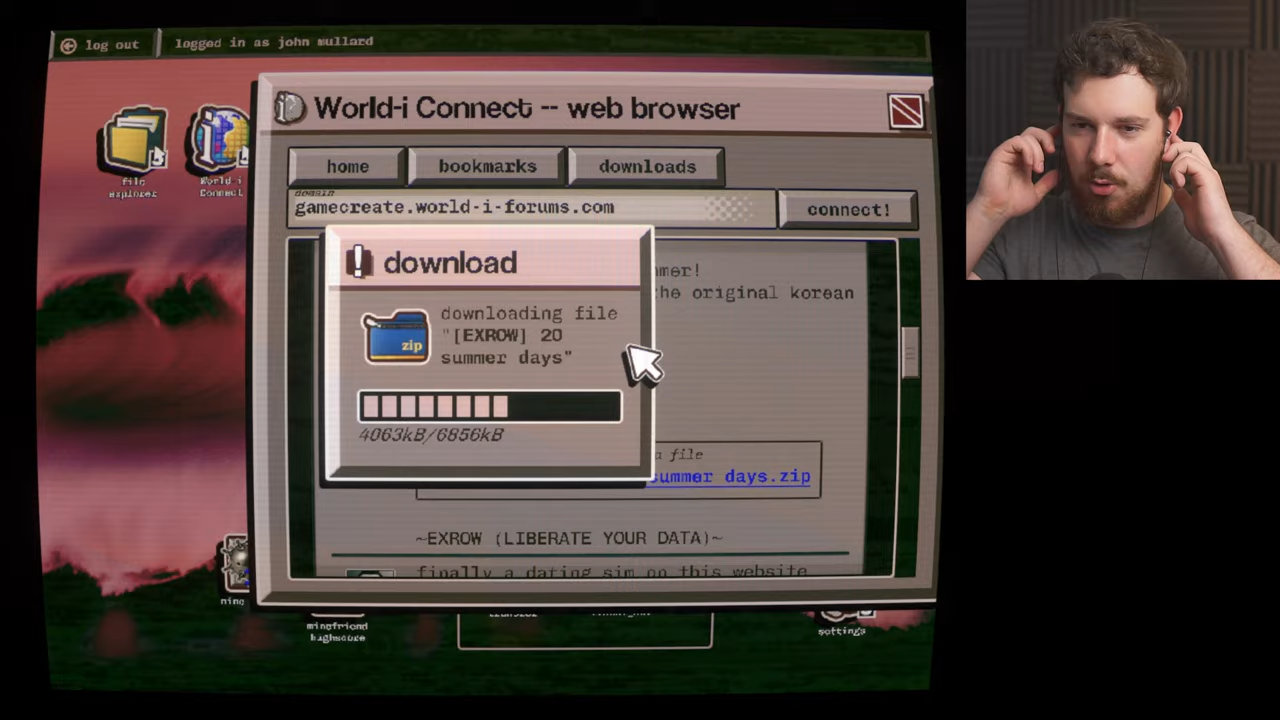 log out
logged in as john mullard
World-i Connect -- web browser
file
explorer
World-i
Connect
home
bookmarks
downloads
domain
gamecreate.world-i-forums.com
connect!
download
downloading file
"[EXROW] 20
summer days"
zip
4063kB/6856kB
mmer!
the original korean
a file
summer days.zip
~EXROW (LIBERATE YOUR DATA)~
finally a dating sim on this website
minefriend
highscore
settings